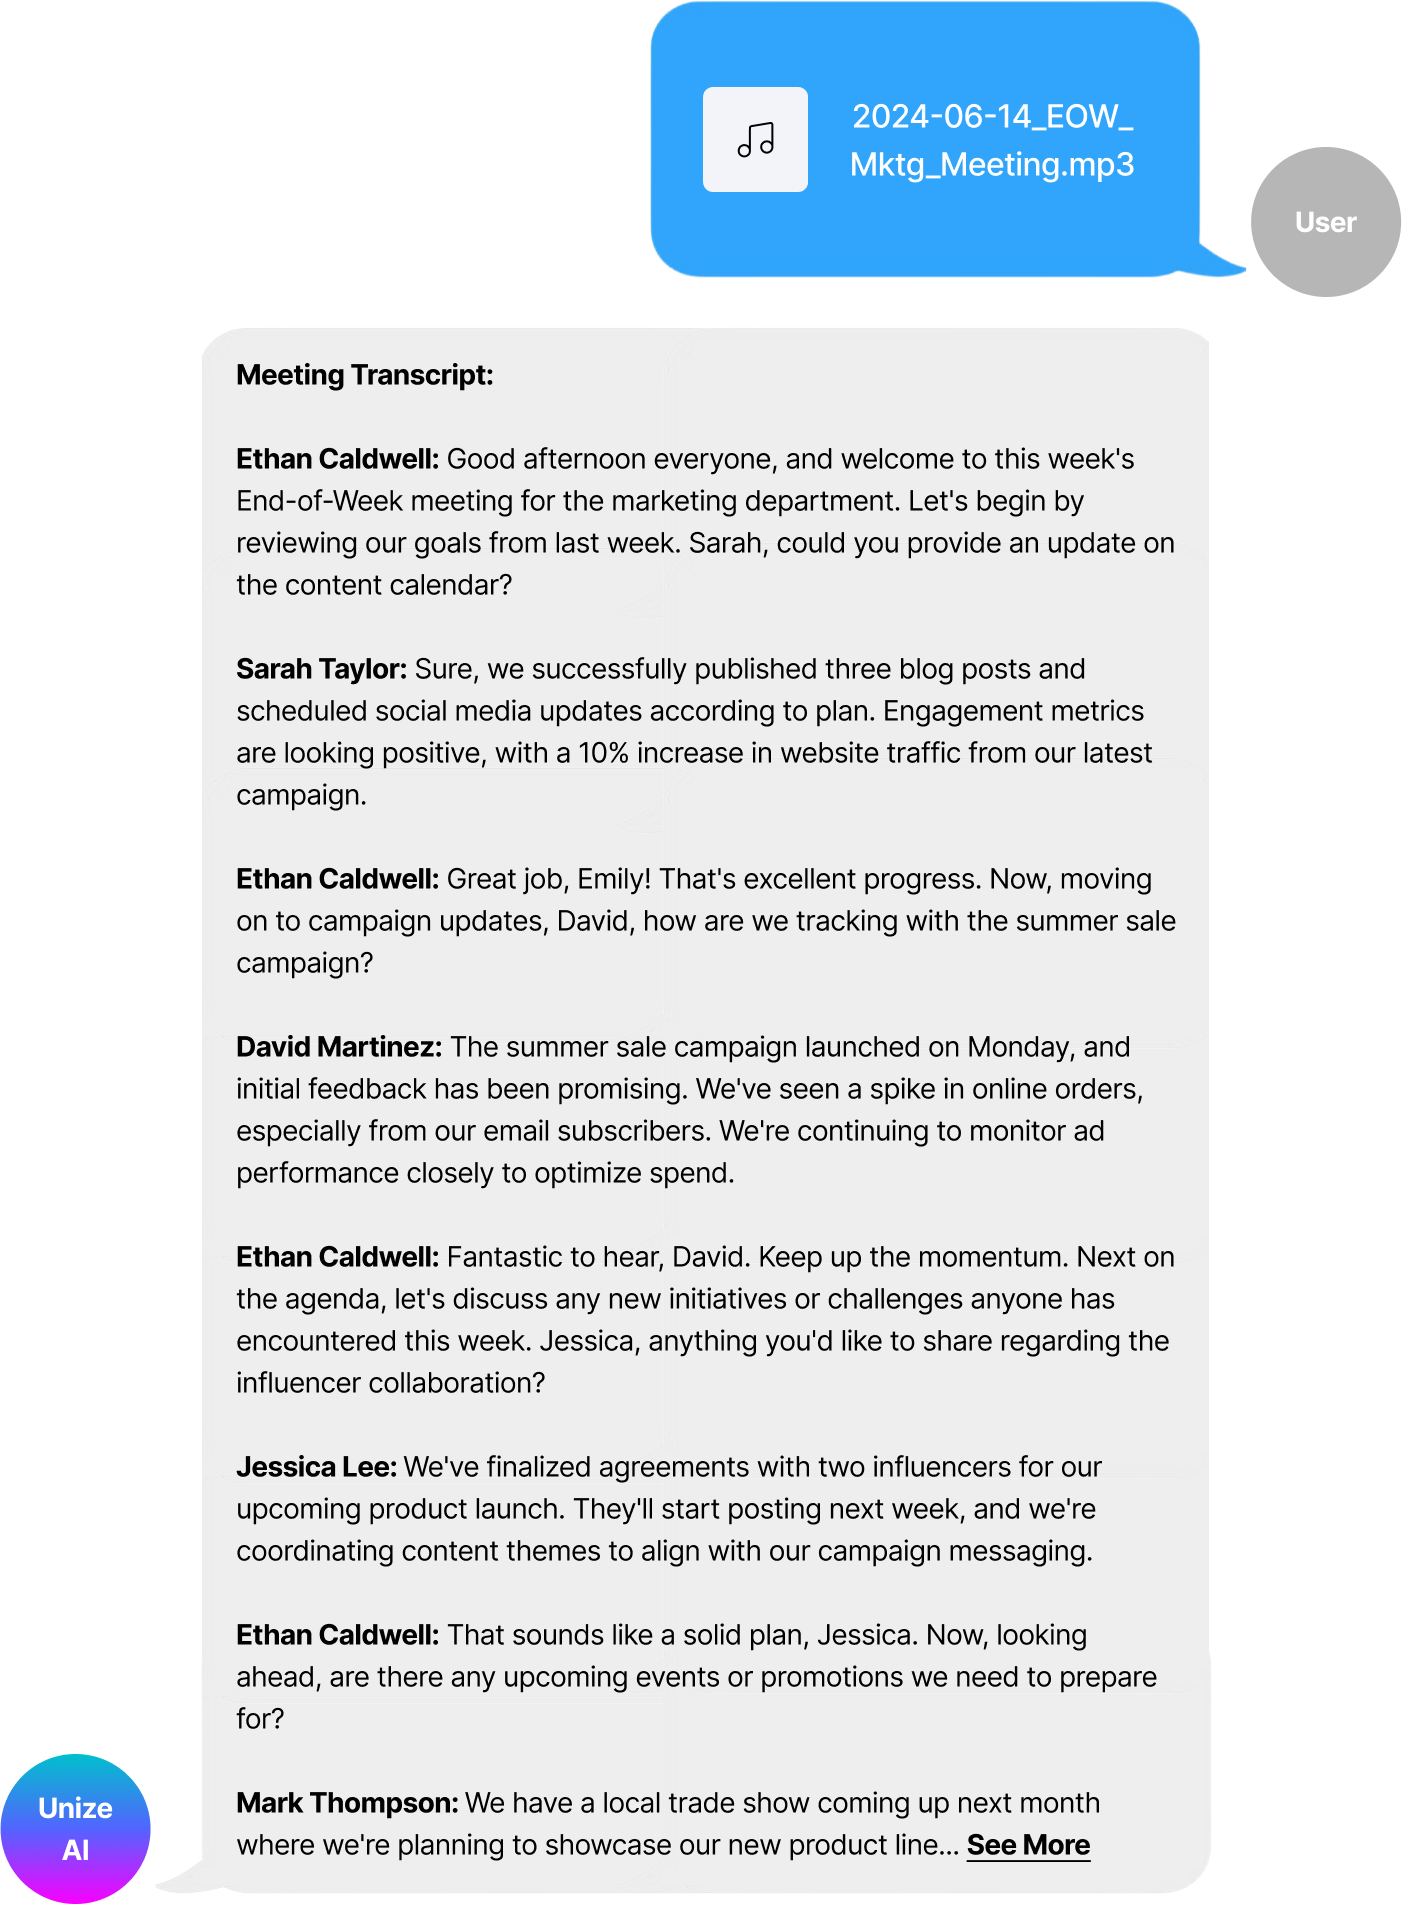 2024-06-14_EOW_
Mktg_Meeting.mp3
User
Meeting Transcript:
Ethan Caldwell: Good afternoon everyone, and welcome to this week's
End-of-Week meeting for the marketing department. Let's begin by
reviewing our goals from last week. Sarah, could you provide an update on
the content calendar?
Sarah Taylor: Sure, we successfully published three blog posts and
scheduled social media updates according to plan. Engagement metrics
are looking positive, with a 10% increase in website traffic from our latest
campaign.
Ethan Caldwell: Great job, Emily! That's excellent progress. Now, moving
on to campaign updates, David, how are we tracking with the summer sale
campaign?
David Martinez: The summer sale campaign launched on Monday, and
initial feedback has been promising. We've seen a spike in online orders,
especially from our email subscribers. We're continuing to monitor ad
performance closely to optimize spend.
Ethan Caldwell: Fantastic to hear, David. Keep up the momentum. Next on
the agenda, let's discuss any new initiatives or challenges anyone has
encountered this week. Jessica, anything you'd like to share regarding the
influencer collaboration?
Jessica Lee: We've finalized agreements with two influencers for our
upcoming product launch. They'll start posting next week, and we're
coordinating content themes to align with our campaign messaging.
Ethan Caldwell: That sounds like a solid plan, Jessica. Now, looking
ahead, are there any upcoming events or promotions we need to prepare
for?
Mark Thompson: We have a local trade show coming up next month
where we're planning to showcase our new product line... See More
Unize
AI